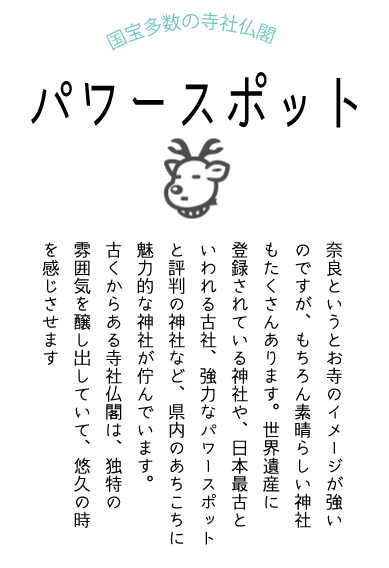 国宝多数の寺社仏閣
パワースポット
奈良というとお寺のイメージが強い
のですが、もちろん素晴らしい神社
もたくさんあります。世界遺産に
登録されている神社や、日本最古と
いわれる古社、強力なパワースポット
と評判の神社など、県内のあちこちに
魅力的な神社が佇んでいます。
古くからある寺社仏閣は、独特の
雰囲気を醸し出していて、悠久の時
を感じさせます